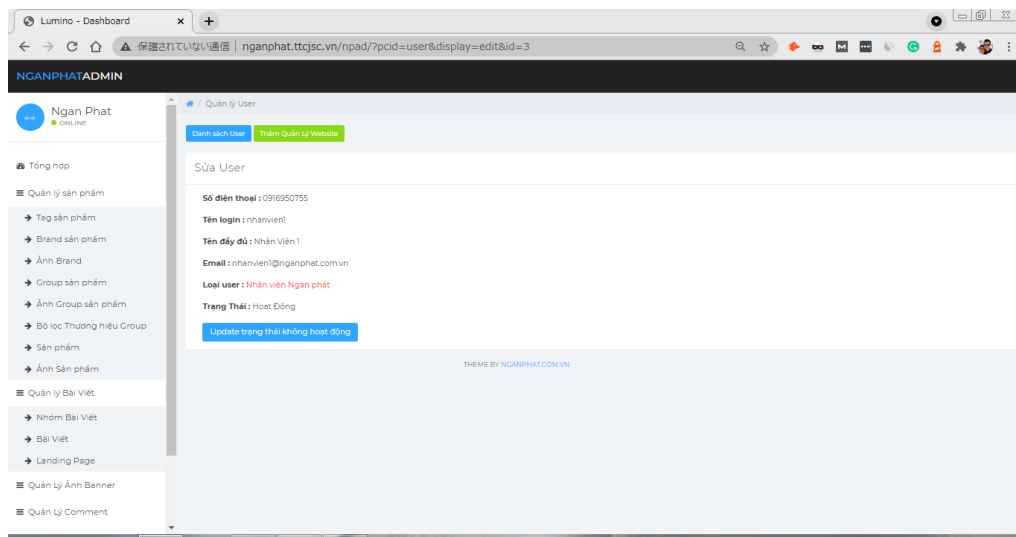 Lumino - Dashboard
保護されていない通信 | nganphat.ttcjsc.vn/npad/?pcid=user&display=edit&id=3
NGANPHATADMIN
Ngan Phat
ONLINE
/ Quản lý User
Danh sách User
Thêm Quản Lý Website
Sửa User
Số điện thoại : 0916950755
Tên login : nhanvien1
Tên đầy đủ : Nhân Viên 1
Email : nhanvien1@nganphat.com.vn
Loại user : Nhân viên Ngan phát
Trạng Thái : Hoat Động
Update trạng thái không hoạt động
THEME BY NGANPHAT.COM.VN
Tổng hợp
Quản lý sản phẩm
Tag sản phẩm
Brand sản phẩm
Ảnh Brand
Group sản phẩm
Ảnh Group sản phẩm
Bộ lọc Thương hiệu Group
Sản phẩm
Ảnh Sản phẩm
Quản lý Bài Viết
Nhóm Bài Viết
Bài Viết
Landing Page
Quản Lý Ảnh Banner
Quản Lý Comment